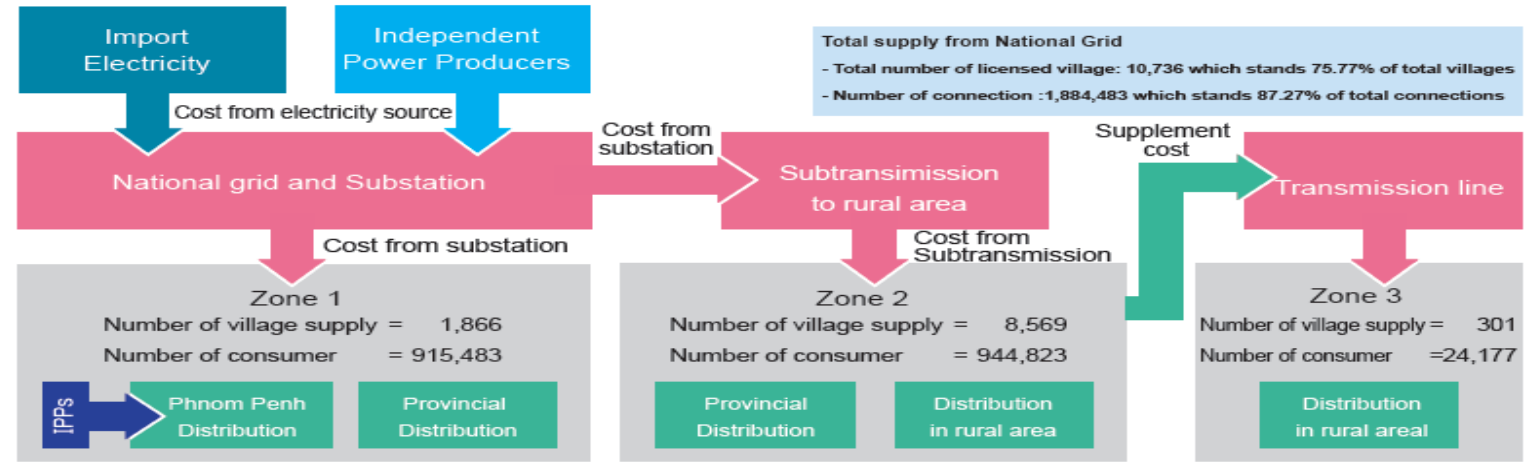 Import
Electricity
Independent
Power Producers
Total supply from National Grid
- Total number of licensed village: 10,736 which stands 75.77% of total villages
- Number of connection :1,884,483 which stands 87.27% of total connections
Cost from electricity source
Cost from
substation
Supplement
cost
National grid and Substation
Subtransimission
to rural area
Transmission line
Cost from substation
Cost from
Subtransmission
Zone 1
Number of village supply = 1,866
Number of consumer = 915,483
IPPs
Phnom Penh
Distribution
Provincial
Distribution
Zone 2
Number of village supply = 8,569
Number of consumer = 944,823
Provincial
Distribution
Distribution
in rural area
Zone 3
Number of village supply = 301
Number of consumer =24,177
Distribution
in rural areal